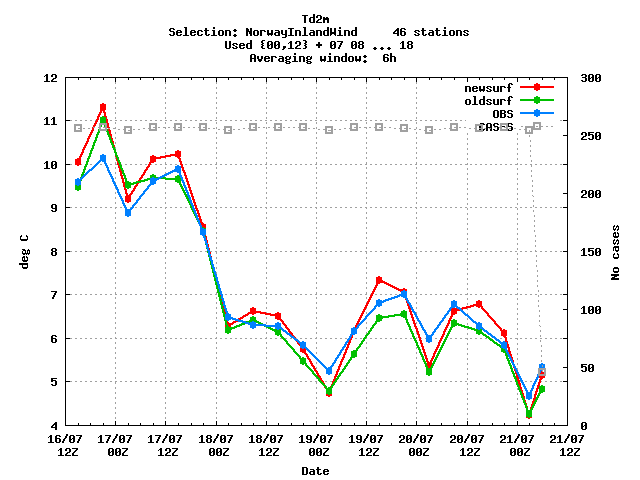 Td2m
Selection: NorwayInlandWind 46 stations
Used {00,12} + 07 08 ... 18
Averaging window: 6h
12 300
newsurf
oldsurf
OBS
CASES
11 250
10
200
9
8 150
7
100
6
5 50
4 0
deg C
No cases
16/07 17/07 17/07 18/07 18/07 19/07 19/07 20/07 20/07 21/07 21/07
12Z 00Z 12Z 00Z 12Z 00Z 12Z 00Z 12Z 00Z 12Z
Date